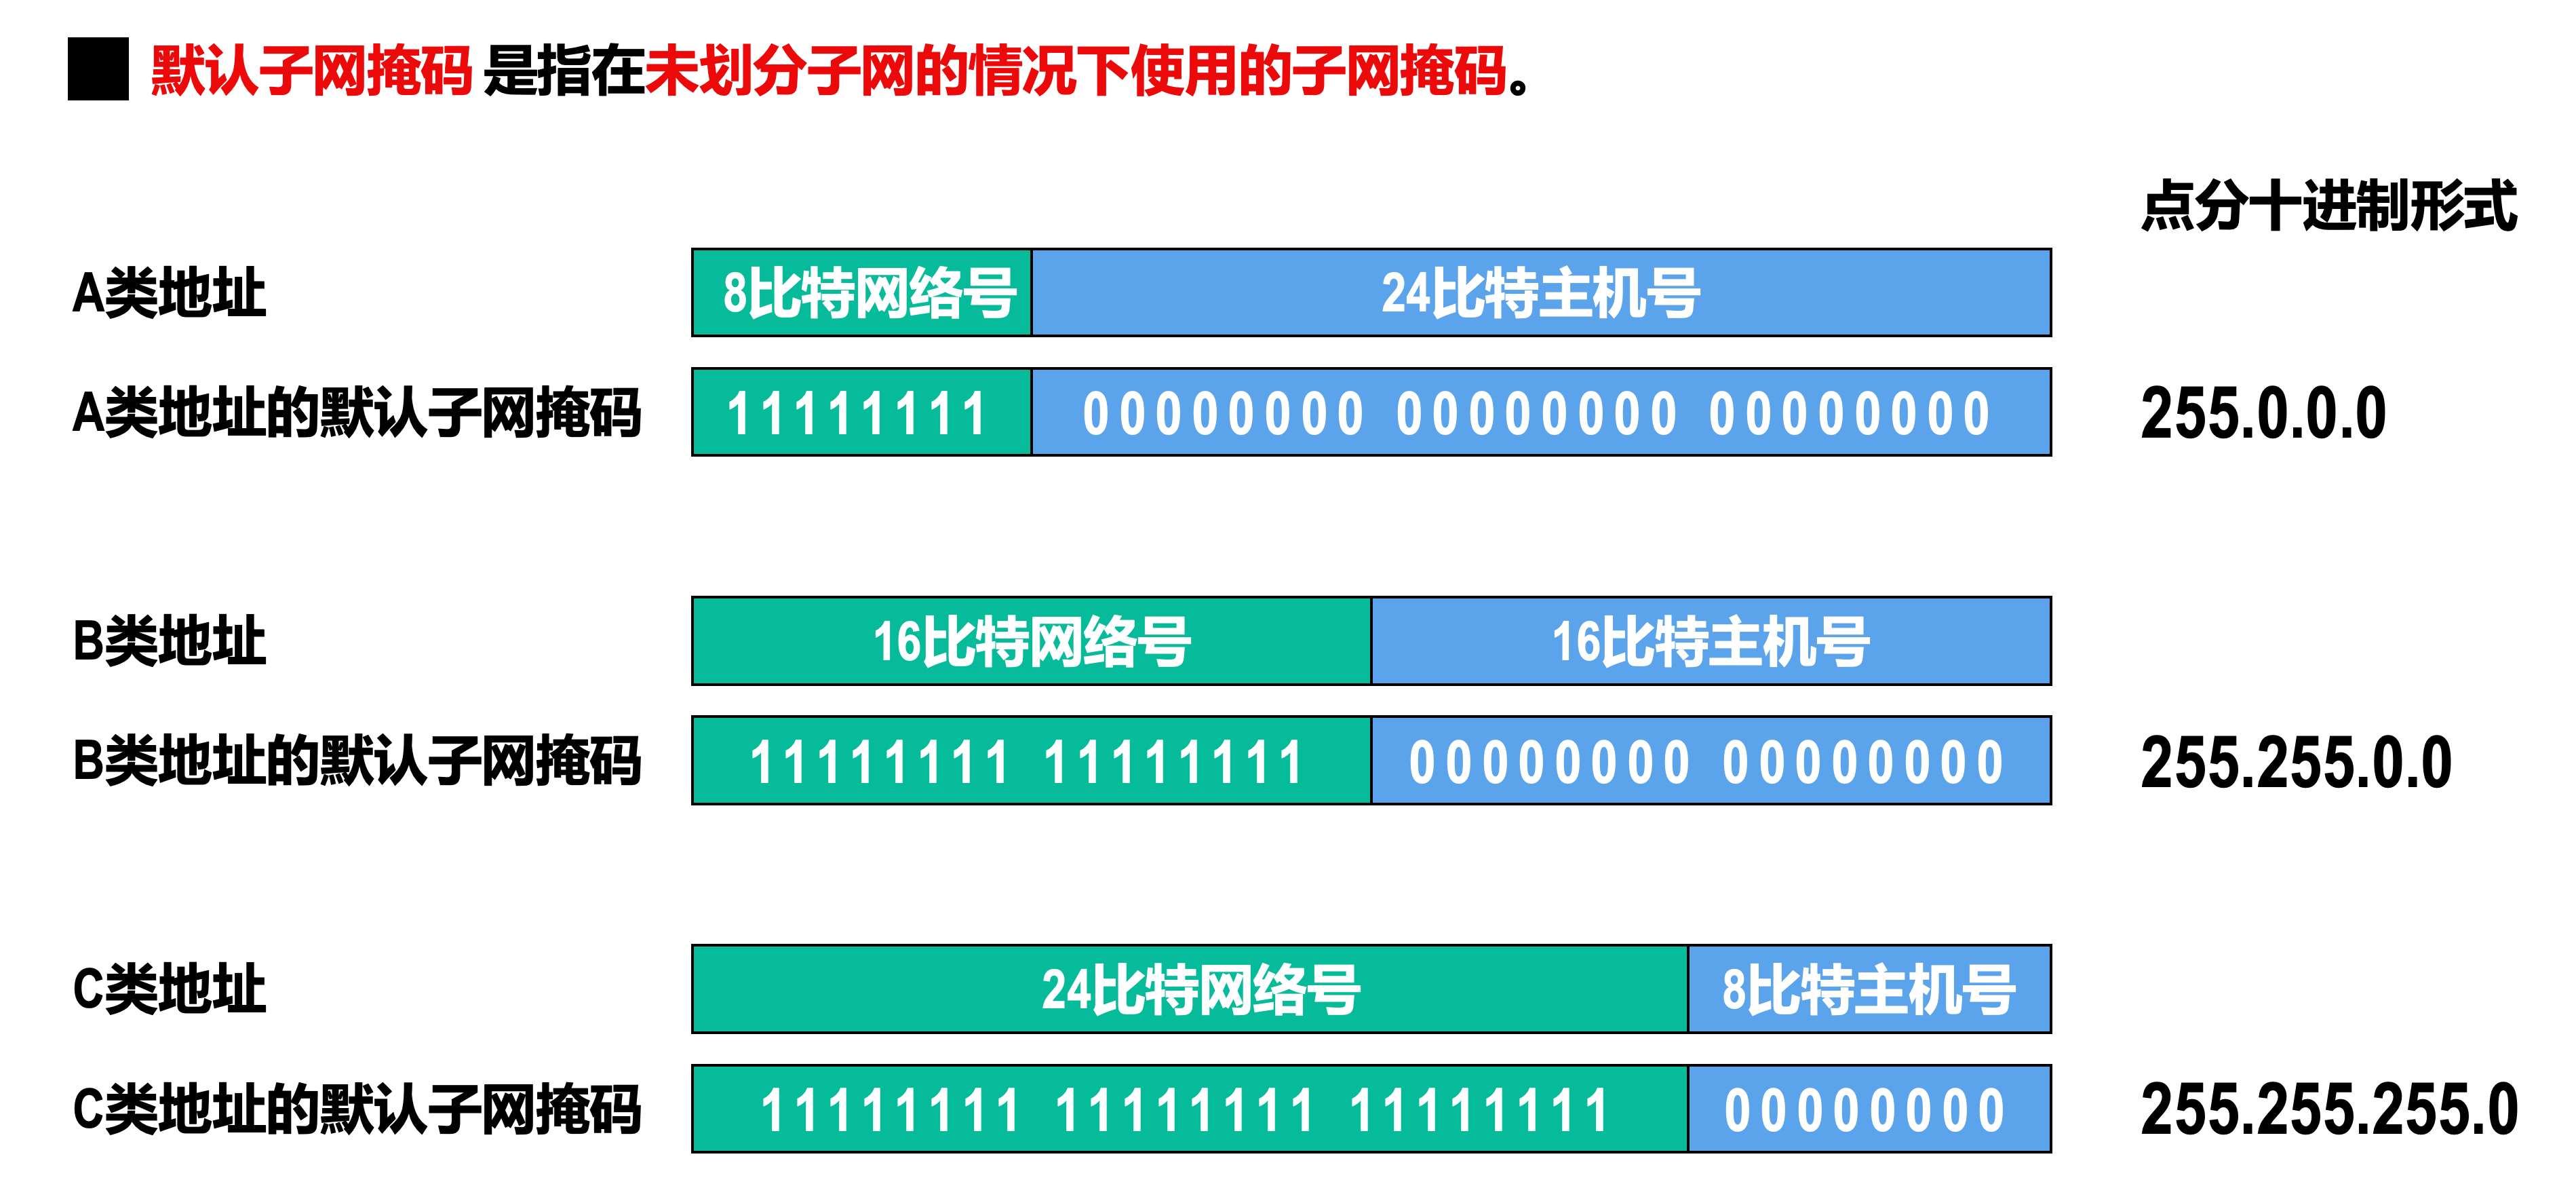 默认子网掩码 是指在未划分子网的情况下使用的子网掩码。
点分十进制形式
A类地址 8比特网络号 24比特主机号
A类地址的默认子网掩码 11111111 00000000 00000000 00000000 255.0.0.0
B类地址 16比特网络号 16比特主机号
B类地址的默认子网掩码 11111111 11111111 00000000 00000000 255.255.0.0
C类地址 24比特网络号 8比特主机号
C类地址的默认子网掩码 11111111 11111111 11111111 00000000 255.255.255.0